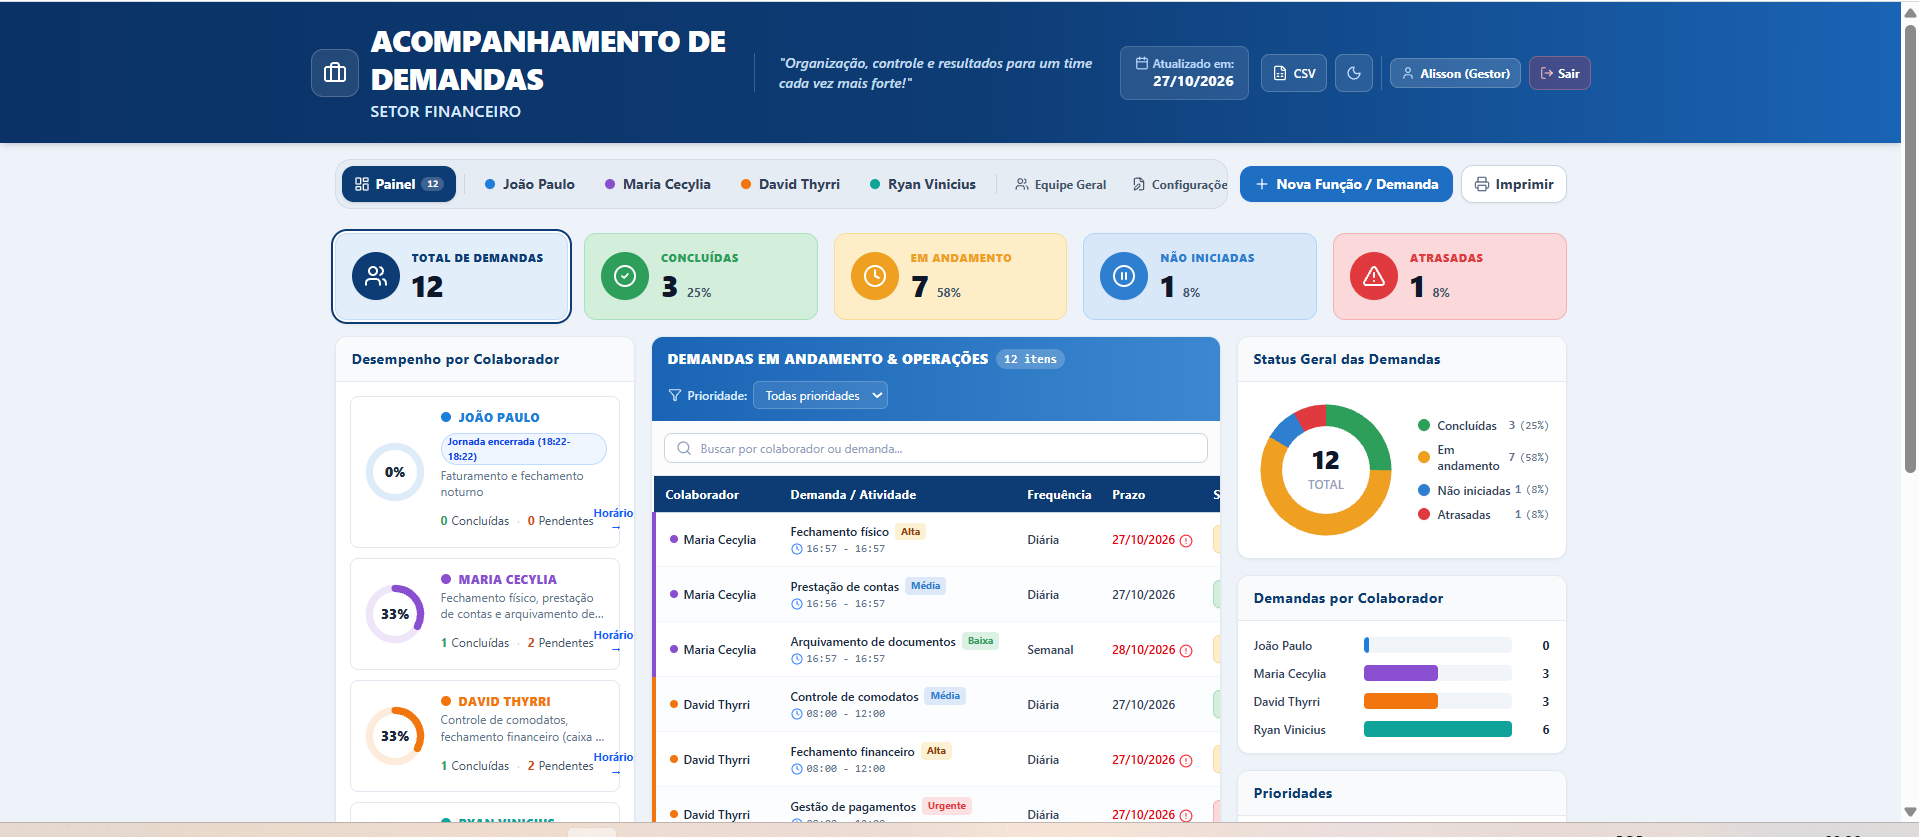 ACOMPANHAMENTO DE
DEMANDAS
SETOR FINANCEIRO
"Organização, controle e resultados para um time
cada vez mais forte!"
Atualizado em:
27/10/2026
CSV
Alisson (Gestor)
Sair
Painel 12
João Paulo
Maria Cecylia
David Thyrri
Ryan Vinicius
Equipe Geral
Configuraçõe
Nova Função / Demanda
Imprimir
TOTAL DE DEMANDAS
12
CONCLUÍDAS
3 25%
EM ANDAMENTO
7 58%
NÃO INICIADAS
1 8%
ATRASADAS
1 8%
Desempenho por Colaborador
JOÃO PAULO
Jornada encerrada (18:22-
18:22)
0%
Faturamento e fechamento
noturno
0 Concluídas · 0 Pendentes
Horário
→
MARIA CECYLIA
33%
Fechamento físico, prestação
de contas e arquivamento de...
1 Concluídas · 2 Pendentes
Horário
→
DAVID THYRRI
33%
Controle de comodatos,
fechamento financeiro (caixa ...
1 Concluídas · 2 Pendentes
Horário
→
RYAN VINICIUS
DEMANDAS EM ANDAMENTO & OPERAÇÕES 12 itens
Prioridade: Todas prioridades
Buscar por colaborador ou demanda...
Colaborador Demanda / Atividade Frequência Prazo S
Maria Cecylia Fechamento físico Alta Diária 27/10/2026
16:57 - 16:57
Maria Cecylia Prestação de contas Média Diária 27/10/2026
16:56 - 16:57
Maria Cecylia Arquivamento de documentos Baixa Semanal 28/10/2026
16:57 - 16:57
David Thyrri Controle de comodatos Média Diária 27/10/2026
08:00 - 12:00
David Thyrri Fechamento financeiro Alta Diária 27/10/2026
08:00 - 12:00
David Thyrri Gestão de pagamentos Urgente Diária 27/10/2026
Status Geral das Demandas
12
TOTAL
Concluídas 3 (25%)
Em
andamento 7 (58%)
Não iniciadas 1 (8%)
Atrasadas 1 (8%)
Demandas por Colaborador
João Paulo 0
Maria Cecylia 3
David Thyrri 3
Ryan Vinicius 6
Prioridades